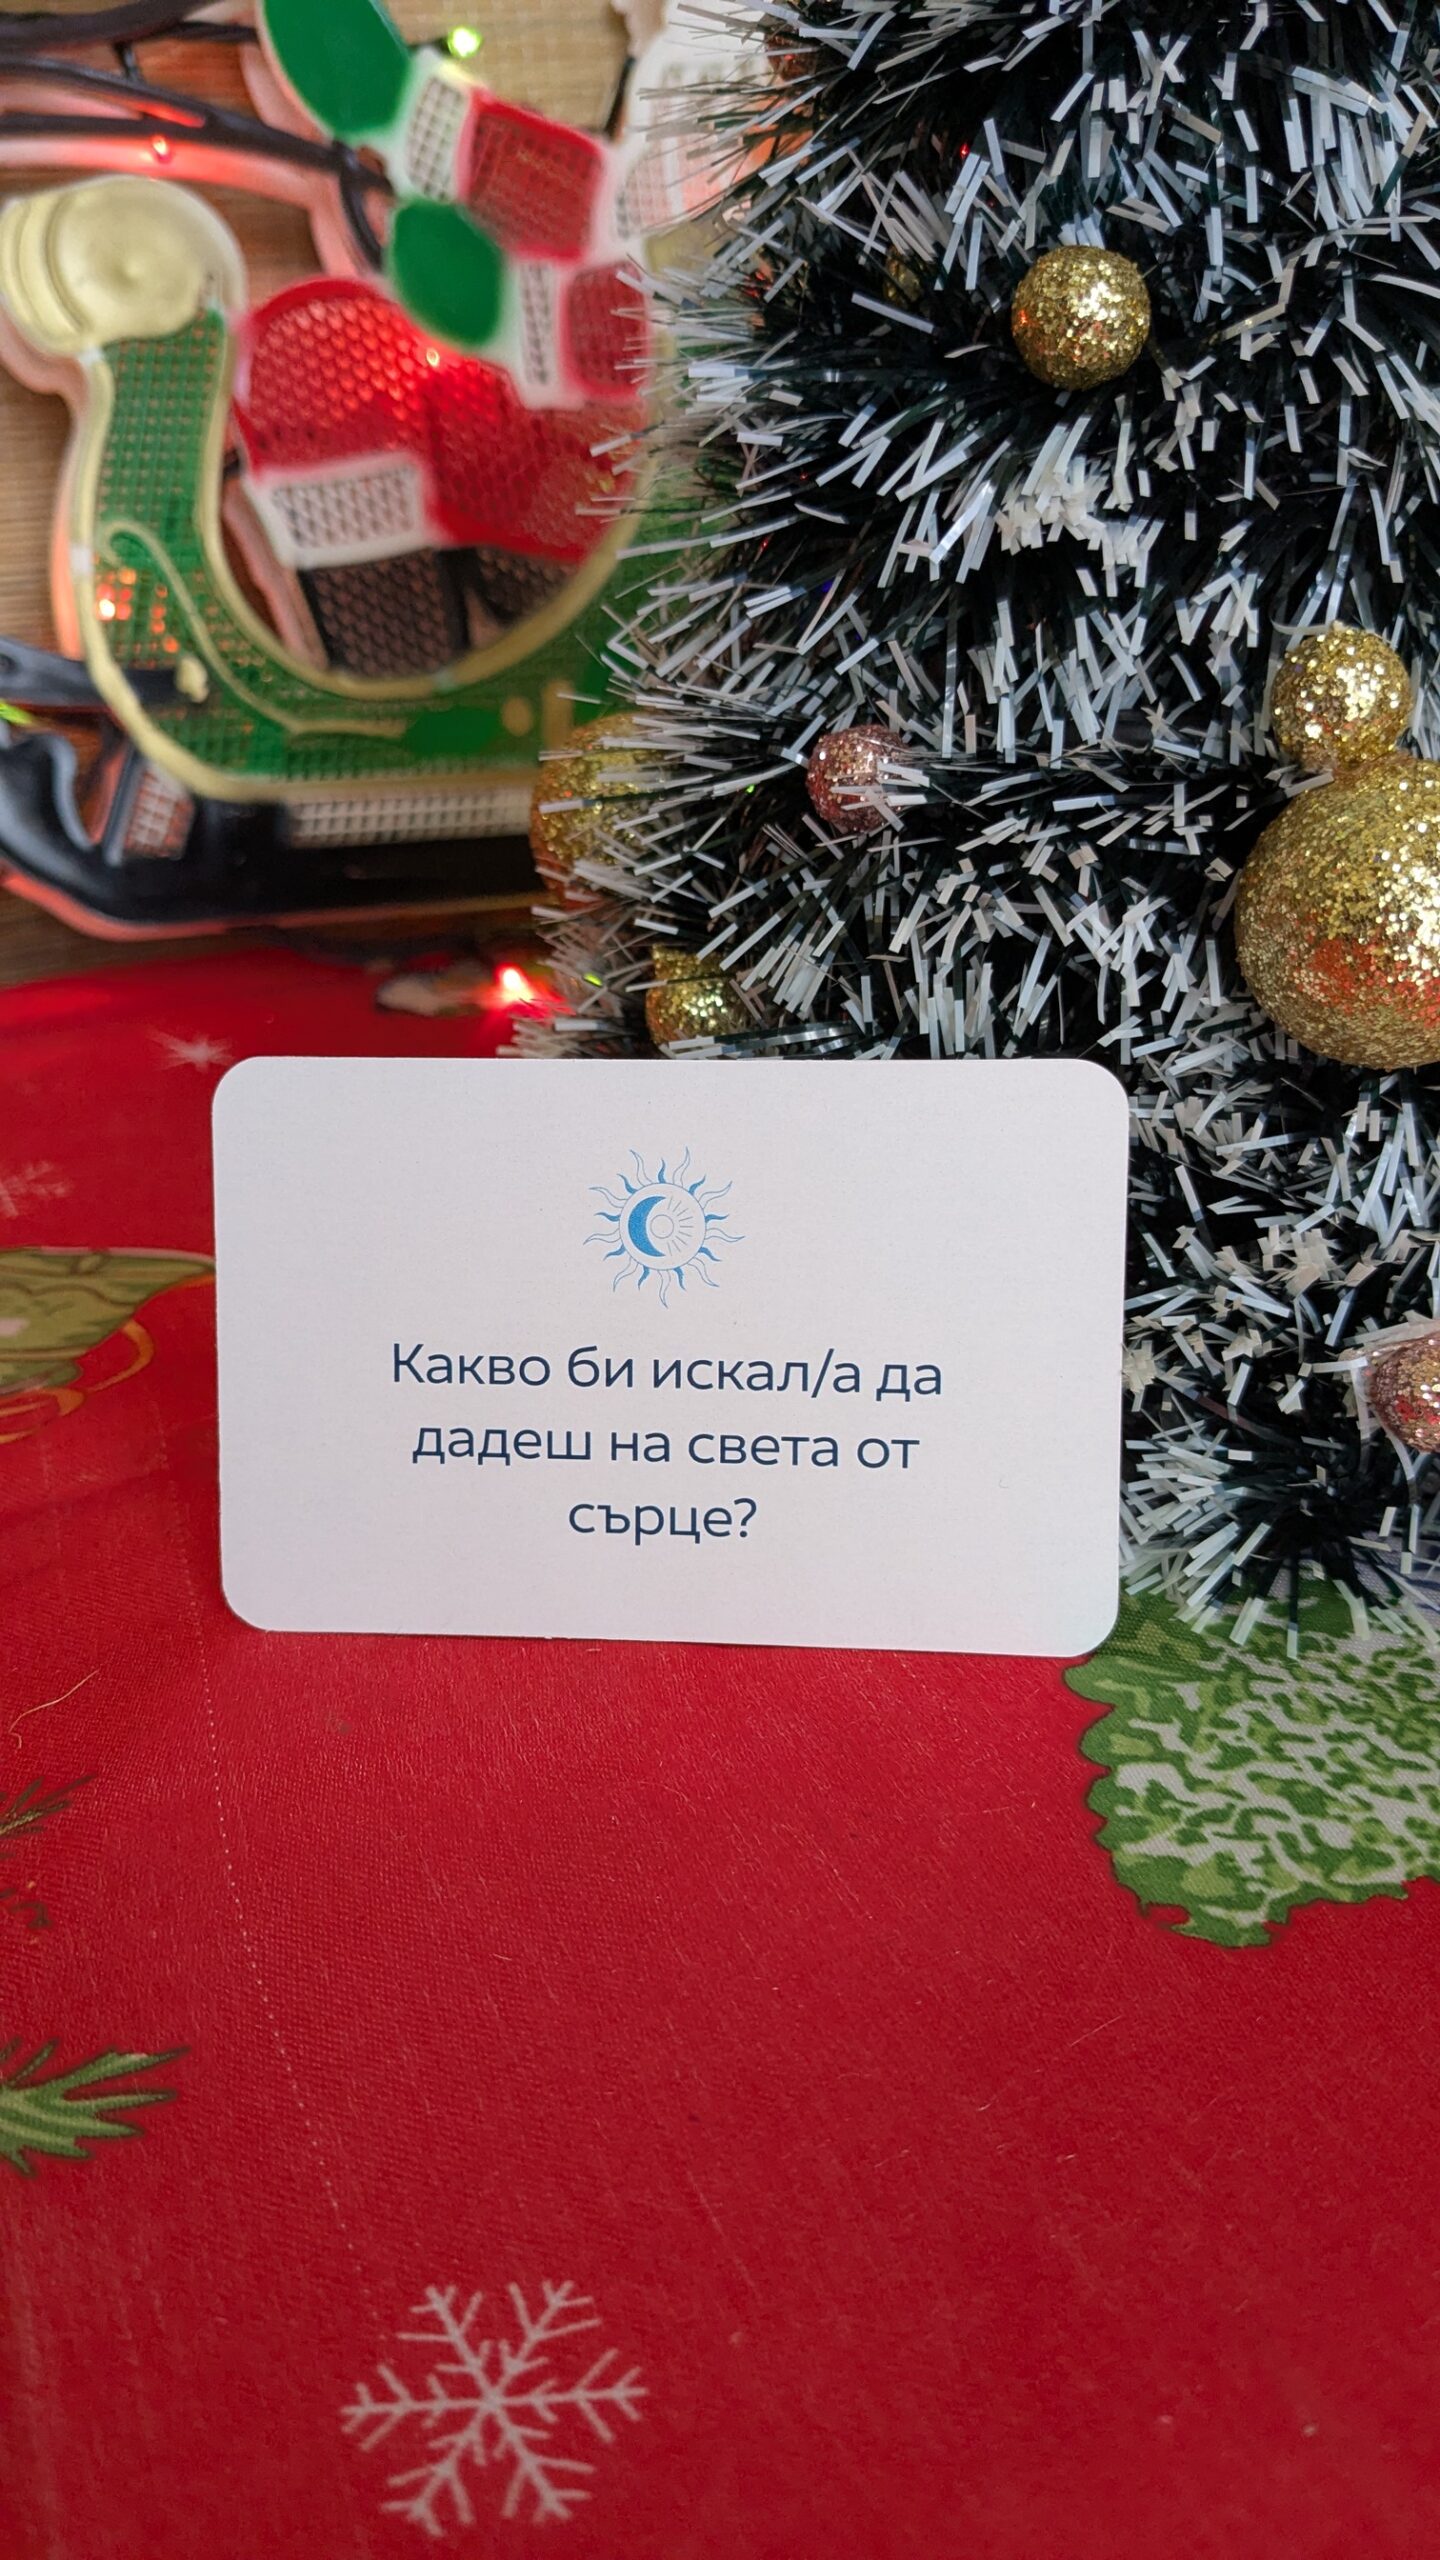 Какво би искал/а да
дадеш на света от
сърце?